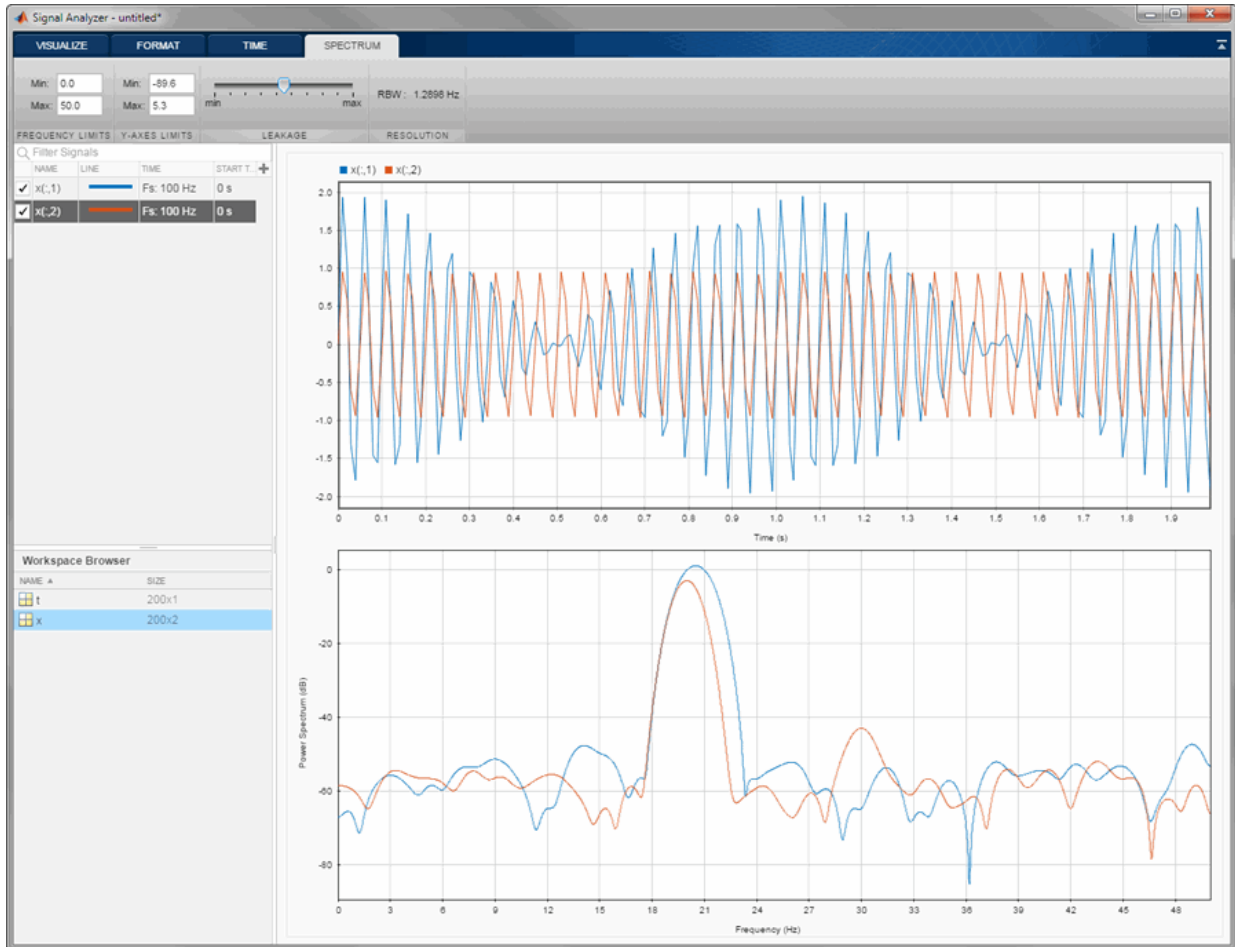 Signal Analyzer - untitled*
VISUALIZE FORMAT TIME SPECTRUM
Min: 0.0 Min: -89.6
Max: 50.0 Max: 5.3 min max RBW : 1.2898 Hz
FREQUENCY LIMITS Y-AXES LIMITS LEAKAGE RESOLUTION
Filter Signals
NAME LINE TIME START T...
x(:,1) Fs: 100 Hz 0 s
x(:,2) Fs: 100 Hz 0 s
x(:,1) x(:,2)
2.0
1.5
1.0
0.5
0
-0.5
-1.0
-1.5
-2.0
0 0.1 0.2 0.3 0.4 0.5 0.6 0.7 0.8 0.9 1.0 1.1 1.2 1.3 1.4 1.5 1.6 1.7 1.8 1.9
Time (s)
Workspace Browser
NAME SIZE
t 200x1
x 200x2
Power Spectrum (dB)
0
-20
-40
-60
-80
0 3 6 9 12 15 18 21 24 27 30 33 36 39 42 45 48
Frequency (Hz)